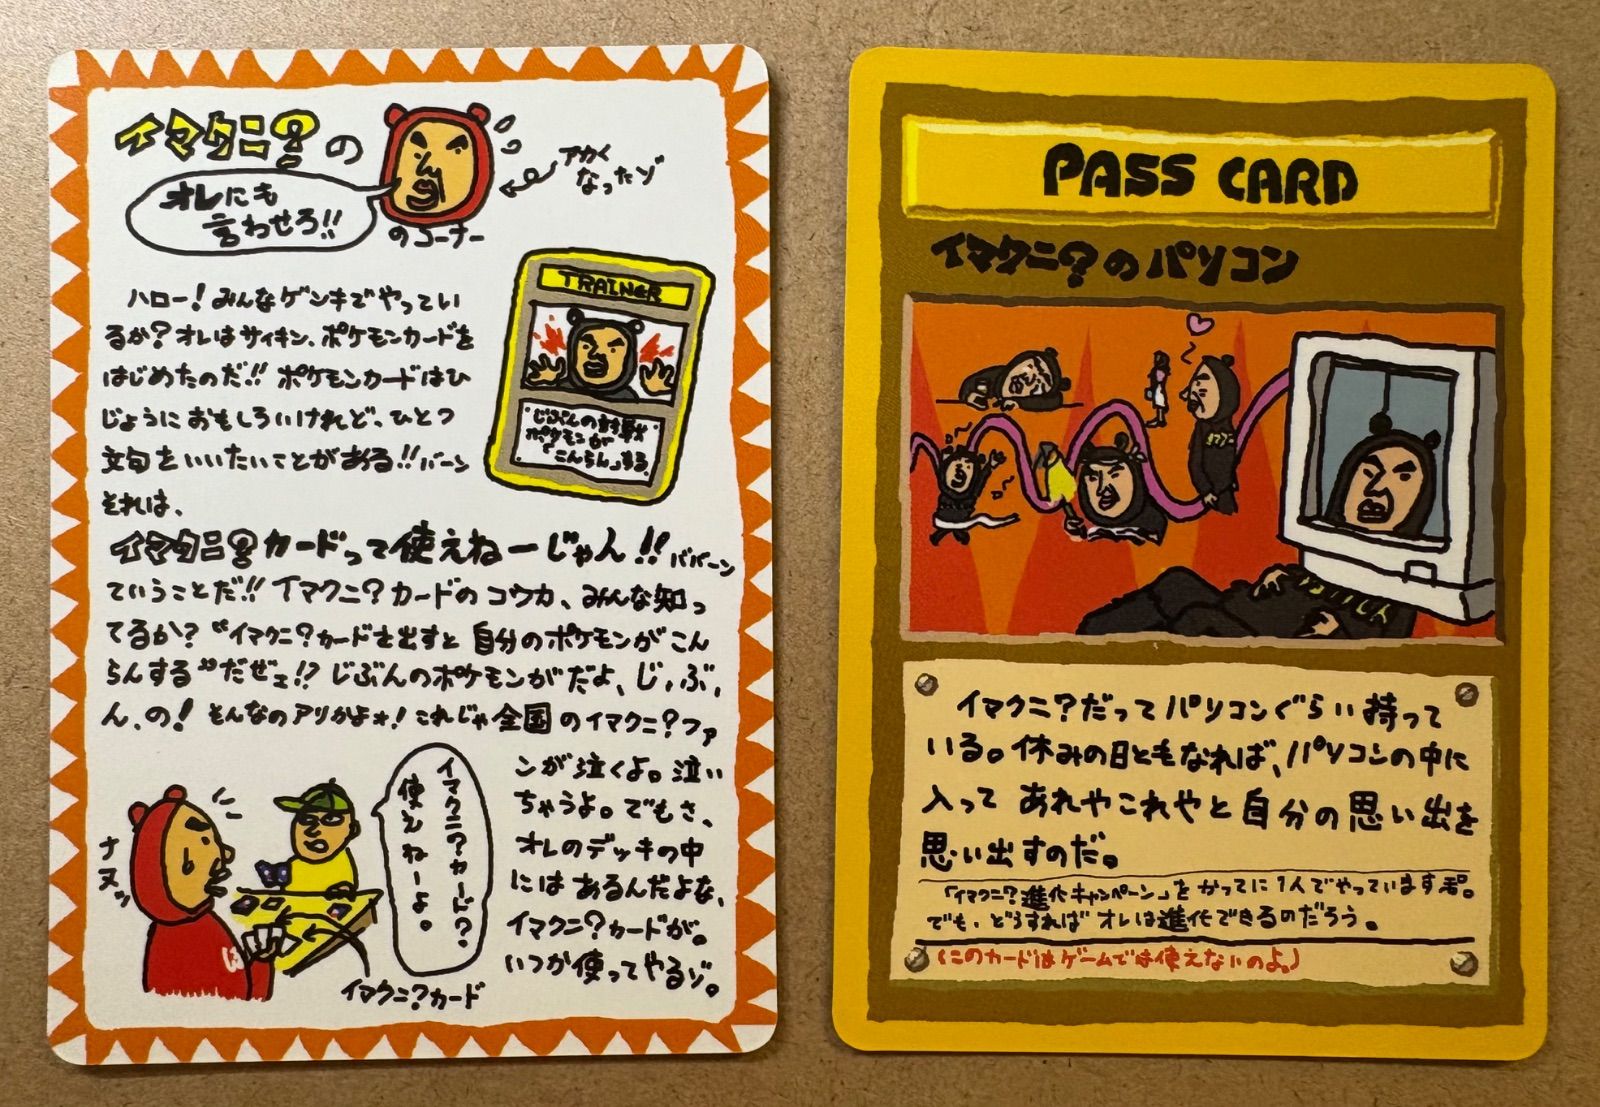 イマクニ?の
オレにも
言わせろ!!
のコーナー
アカく
なったゾ
ハロー!みんなゲンキでやってい
るか?オレはサイキン、ポケモンカードを
はじめたのだ!!ポケモンカードはひ
じょうにおもしろいけれど、ひとつ
文句をいいたいことがある!!バーン
それは、
TRAINER
じぶんの対戦
ポケモンが
「こんらん」する。
イマクニ?カードって使えねーじゃん!!ババーン
ていうことだ!!イマクニ?カードのコウカ、みんな知っ
てるか?“イマクニ?カードを出すと自分のポケモンがこん
らんする”だぜェ!?じぶんのポケモンがだよ、じ,ぶ,
ん,の!そんなのアリかよォ!これじゃ全国のイマクニ?ファ
ンが泣くよ。泣い
ちゃうよ。でもさ、
オレのデッキの中
にはあるんだよな、
イマクニ?カードが。
いつか使ってやるゾ。
イマクニ?カード?
使えねーよ。
ナヌッ
イマクニ?カード
PASS CARD
イマクニ?のパソコン
イマクニ?だってパソコンぐらい持って
いる。休みの日ともなれば、パソコンの中に
入ってあれやこれやと自分の思い出を
思い出すのだ。
「イマクニ?進化キャンペーン」をかってに1人でやっています
でも、どうすればオレは進化できるのだろう。
(このカードはゲームでは使えないのよ。)